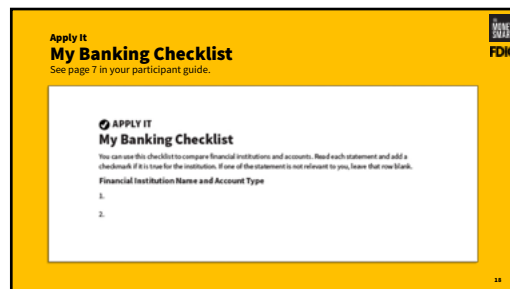 Apply It
My Banking Checklist
See page 7 in your participant guide.
MONEY
SMART
FDIC
APPLY IT
My Banking Checklist
You can use this checklist to compare financial institutions and accounts. Read each statement and add a
checkmark if it is true for the institution. If one of the statement is not relevant to you, leave that row blank.
Financial Institution Name and Account Type
1.
2.
18